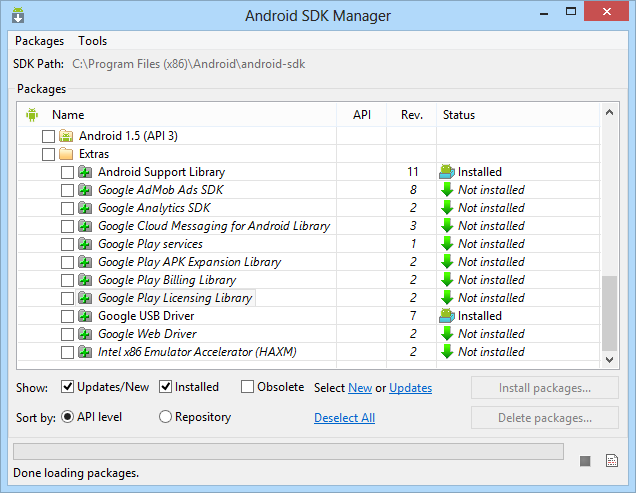 Android SDK Manager
Packages Tools
SDK Path: C:\Program Files (x86)\Android\android-sdk
Packages
Name API Rev. Status
Android 1.5 (API 3)
Extras
Android Support Library 11 Installed
Google AdMob Ads SDK 8 Not installed
Google Analytics SDK 2 Not installed
Google Cloud Messaging for Android Library 3 Not installed
Google Play services 1 Not installed
Google Play APK Expansion Library 2 Not installed
Google Play Billing Library 2 Not installed
Google Play Licensing Library 2 Not installed
Google USB Driver 7 Installed
Google Web Driver 2 Not installed
Intel x86 Emulator Accelerator (HAXM) 2 Not installed
Show: Updates/New Installed Obsolete Select New or Updates Install packages...
Sort by: API level Repository Deselect All Delete packages...
Done loading packages.